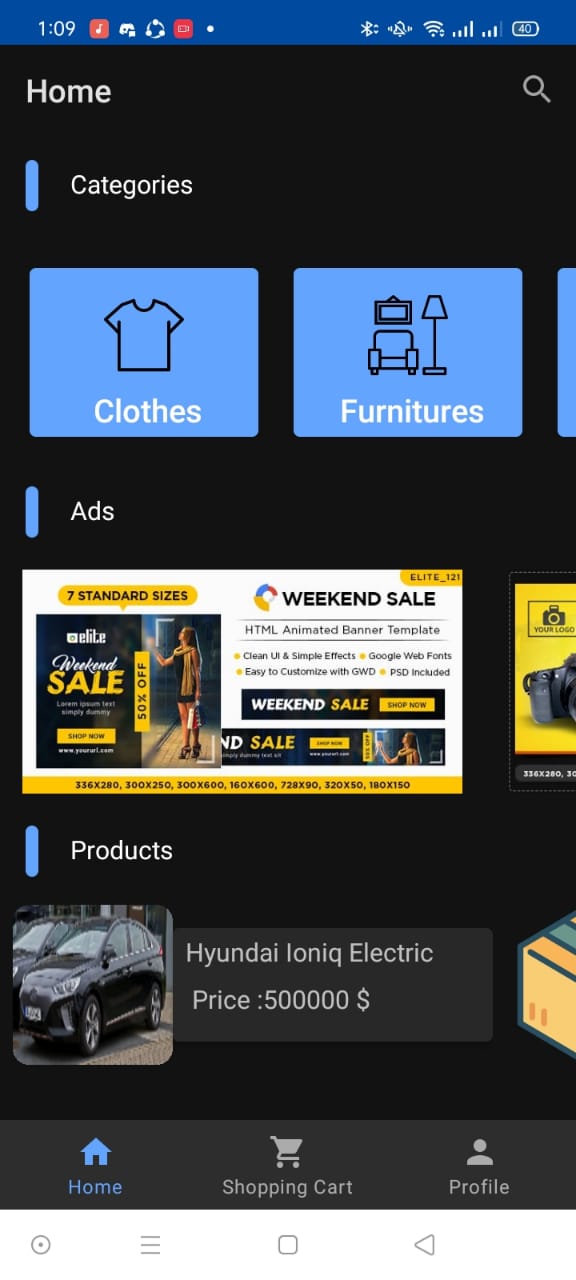 1:09
40
Home
Categories
Clothes
Furnitures
Ads
ELITE_121
7 STANDARD SIZES
WEEKEND SALE
HTML Animated Banner Template
Clean UI & Simple Effects
Google Web Fonts
Easy to Customize with GWD
PSD Included
elite
Weekend
SALE
Lorem ipsum text
simply dummy
50% OFF
SHOP NOW
www.yoururl.com
WEEKEND SALE
SHOP NOW
ND SALE
SHOP NOW
50% OFF
336X280, 300X250, 300X600, 160X600, 728X90, 320X50, 180X150
YOUR LOGO
336X280, 30
Products
Hyundai Ioniq Electric
Price :500000 $
Home
Shopping Cart
Profile